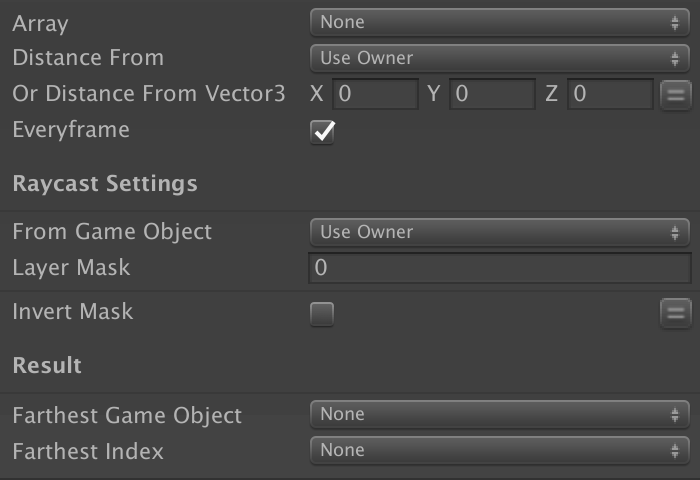 Array None
Distance From Use Owner
Or Distance From Vector3 X 0 Y 0 Z 0
Everyframe
Raycast Settings
From Game Object Use Owner
Layer Mask 0
Invert Mask
Result
Farthest Game Object None
Farthest Index None